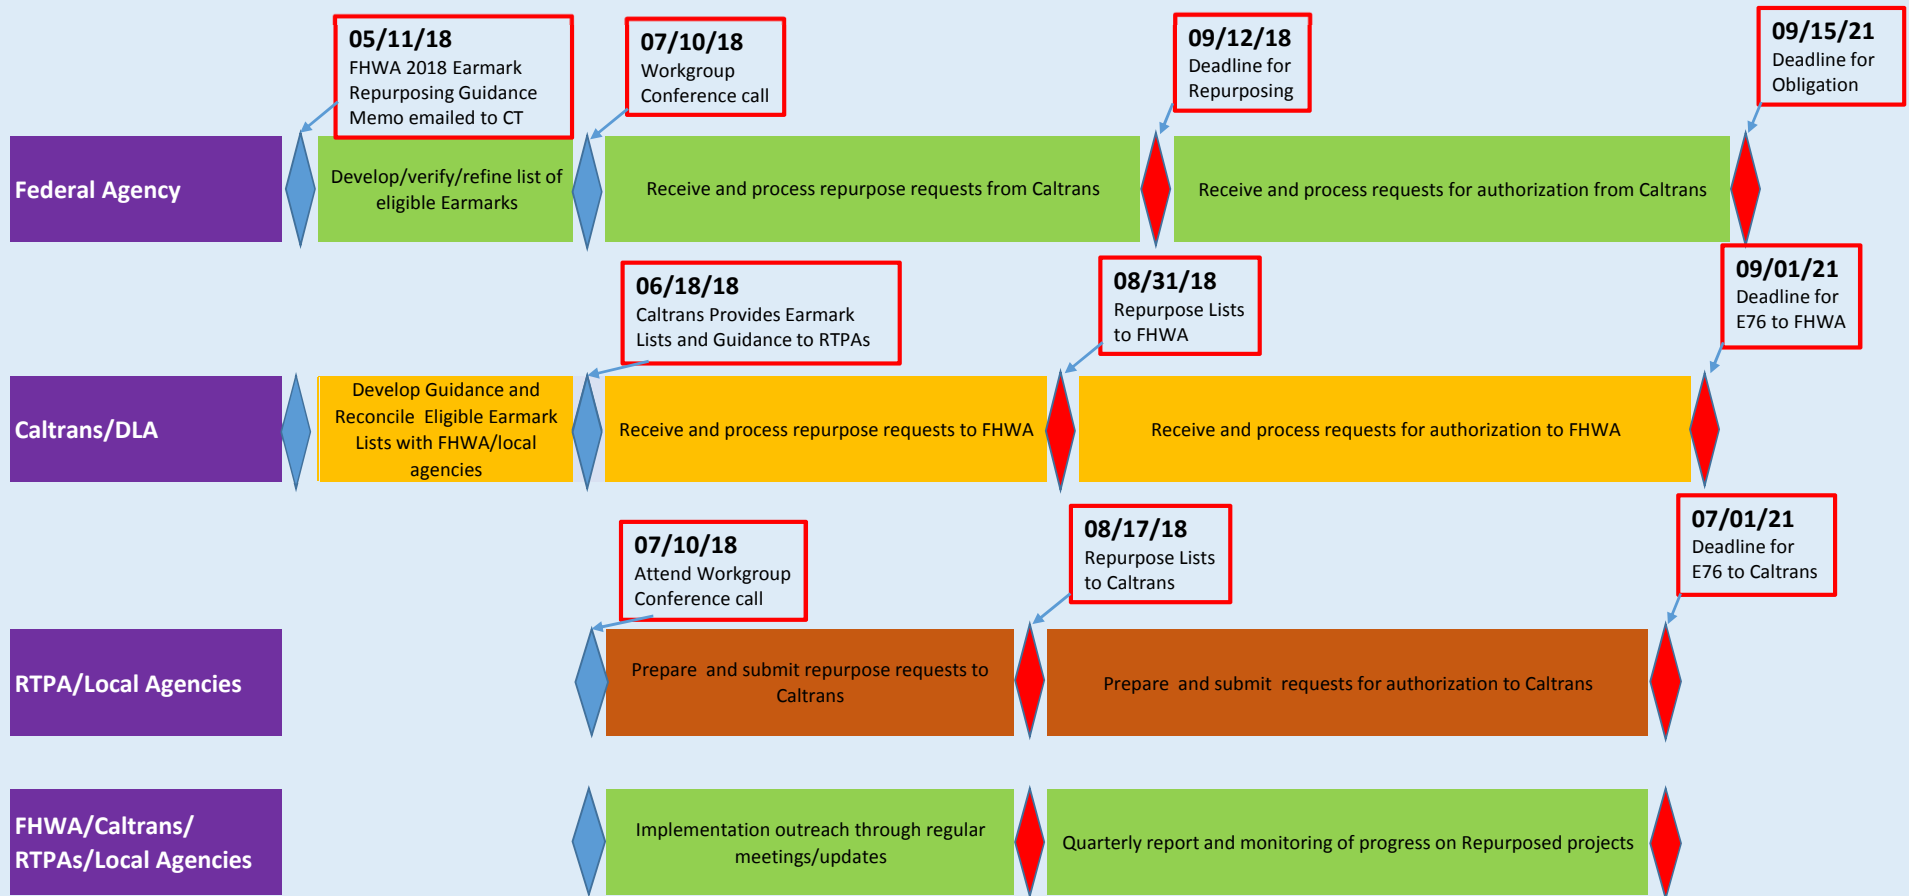 05/11/18
FHWA 2018 Earmark
Repurposing Guidance
Memo emailed to CT
07/10/18
Workgroup
Conference call
09/12/18
Deadline for
Repurposing
09/15/21
Deadline for
Obligation
Federal Agency
Develop/verify/refine list of
eligible Earmarks
Receive and process repurpose requests from Caltrans
Receive and process requests for authorization from Caltrans
06/18/18
Caltrans Provides Earmark
Lists and Guidance to RTPAs
08/31/18
Repurpose Lists
to FHWA
09/01/21
Deadline for
E76 to FHWA
Caltrans/DLA
Develop Guidance and
Reconcile Eligible Earmark
Lists with FHWA/local
agencies
Receive and process repurpose requests to FHWA
Receive and process requests for authorization to FHWA
07/10/18
Attend Workgroup
Conference call
08/17/18
Repurpose Lists
to Caltrans
07/01/21
Deadline for
E76 to Caltrans
RTPA/Local Agencies
Prepare and submit repurpose requests to
Caltrans
Prepare and submit requests for authorization to Caltrans
FHWA/Caltrans/
RTPAs/Local Agencies
Implementation outreach through regular
meetings/updates
Quarterly report and monitoring of progress on Repurposed projects